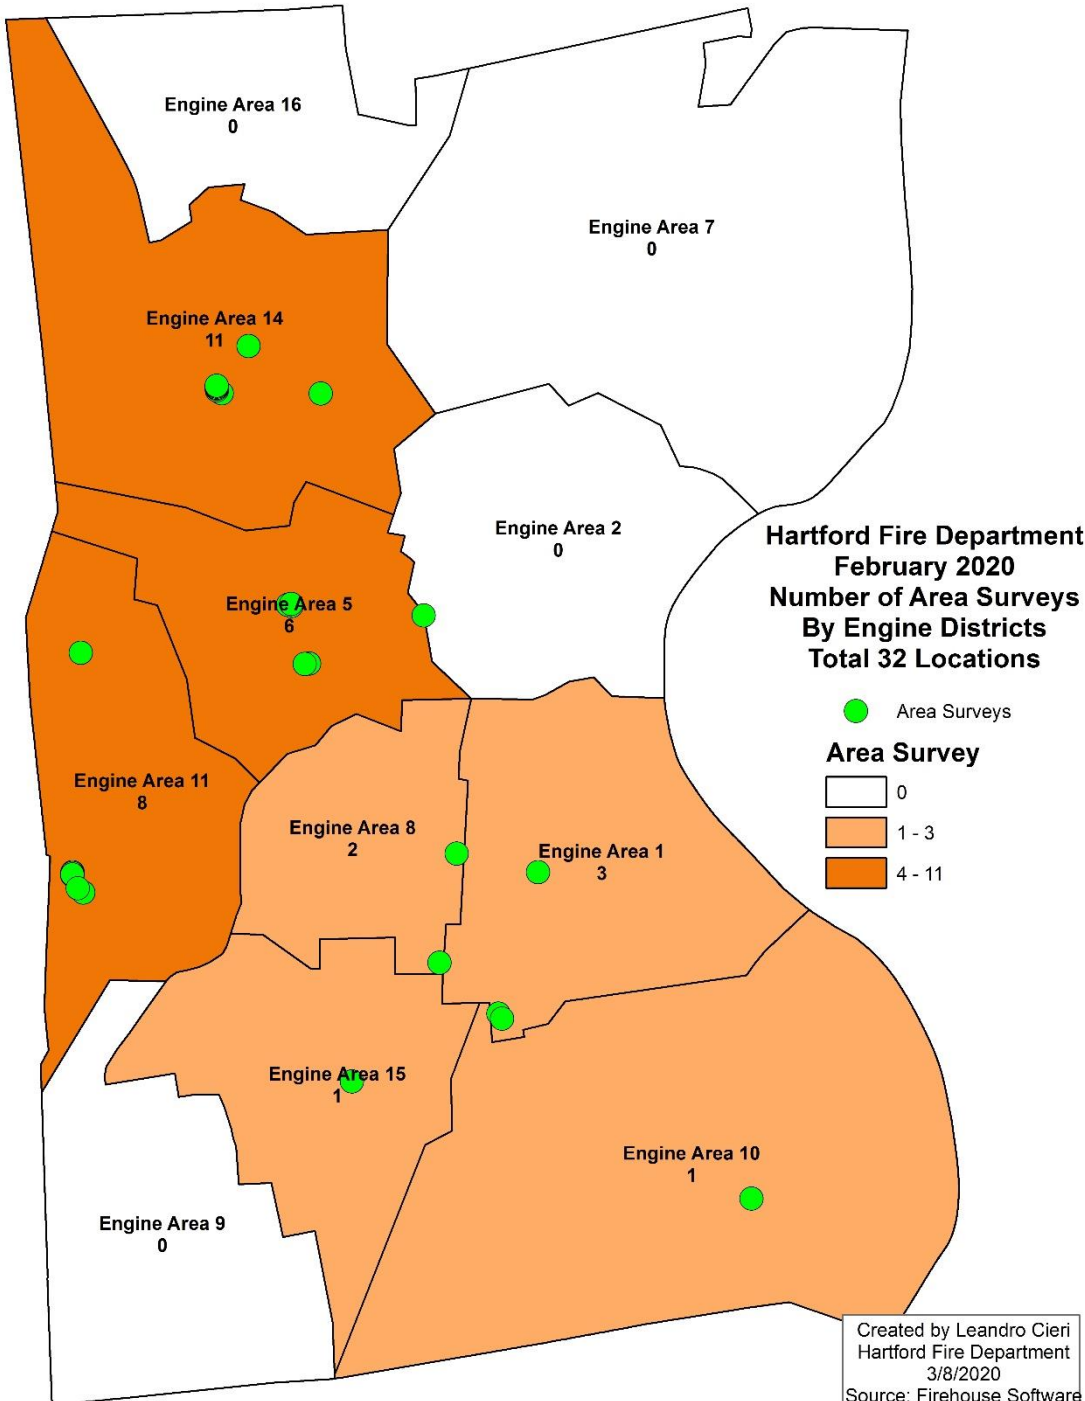 Engine Area 16
0
Engine Area 7
0
Engine Area 14
11
Engine Area 2
0
Hartford Fire Department
February 2020
Number of Area Surveys
By Engine Districts
Total 32 Locations
Area Surveys
Area Survey
0
1 - 3
4 - 11
Engine Area 5
6
Engine Area 11
8
Engine Area 8
2
Engine Area 1
3
Engine Area 15
1
Engine Area 10
1
Engine Area 9
0
Created by Leandro Cieri
Hartford Fire Department
3/8/2020
Source: Firehouse Software